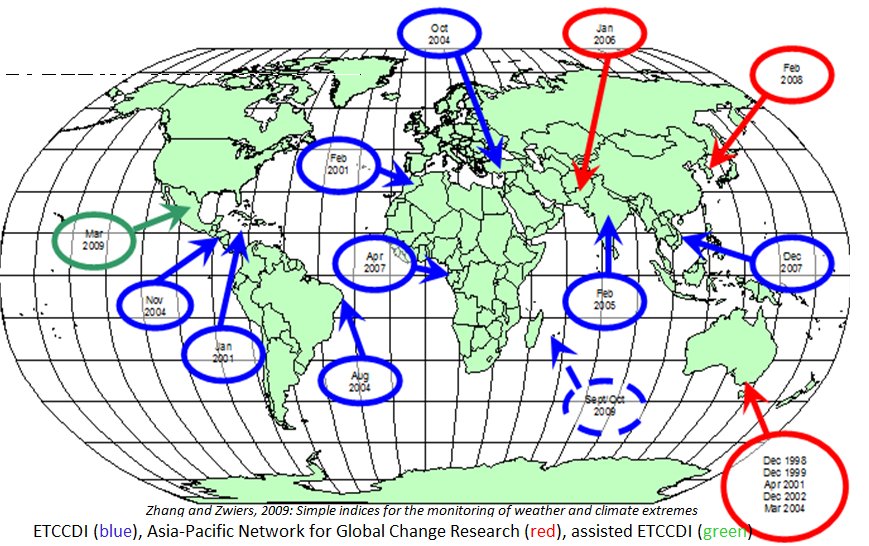 Oct
2004
Jan
2006
Feb
2008
Feb
2001
Mar
2009
Apr
2007
Dec
2007
Nov
2004
Feb
2005
Jan
2001
Aug
2004
Sept/Oct
2009
Dec 1998
Dec 1999
Apr 2001
Dec 2002
Mar 2004
Zhang and Zwiers, 2009: Simple indices for the monitoring of weather and climate extremes
ETCCDI (blue), Asia-Pacific Network for Global Change Research (red), assisted ETCCDI (green)